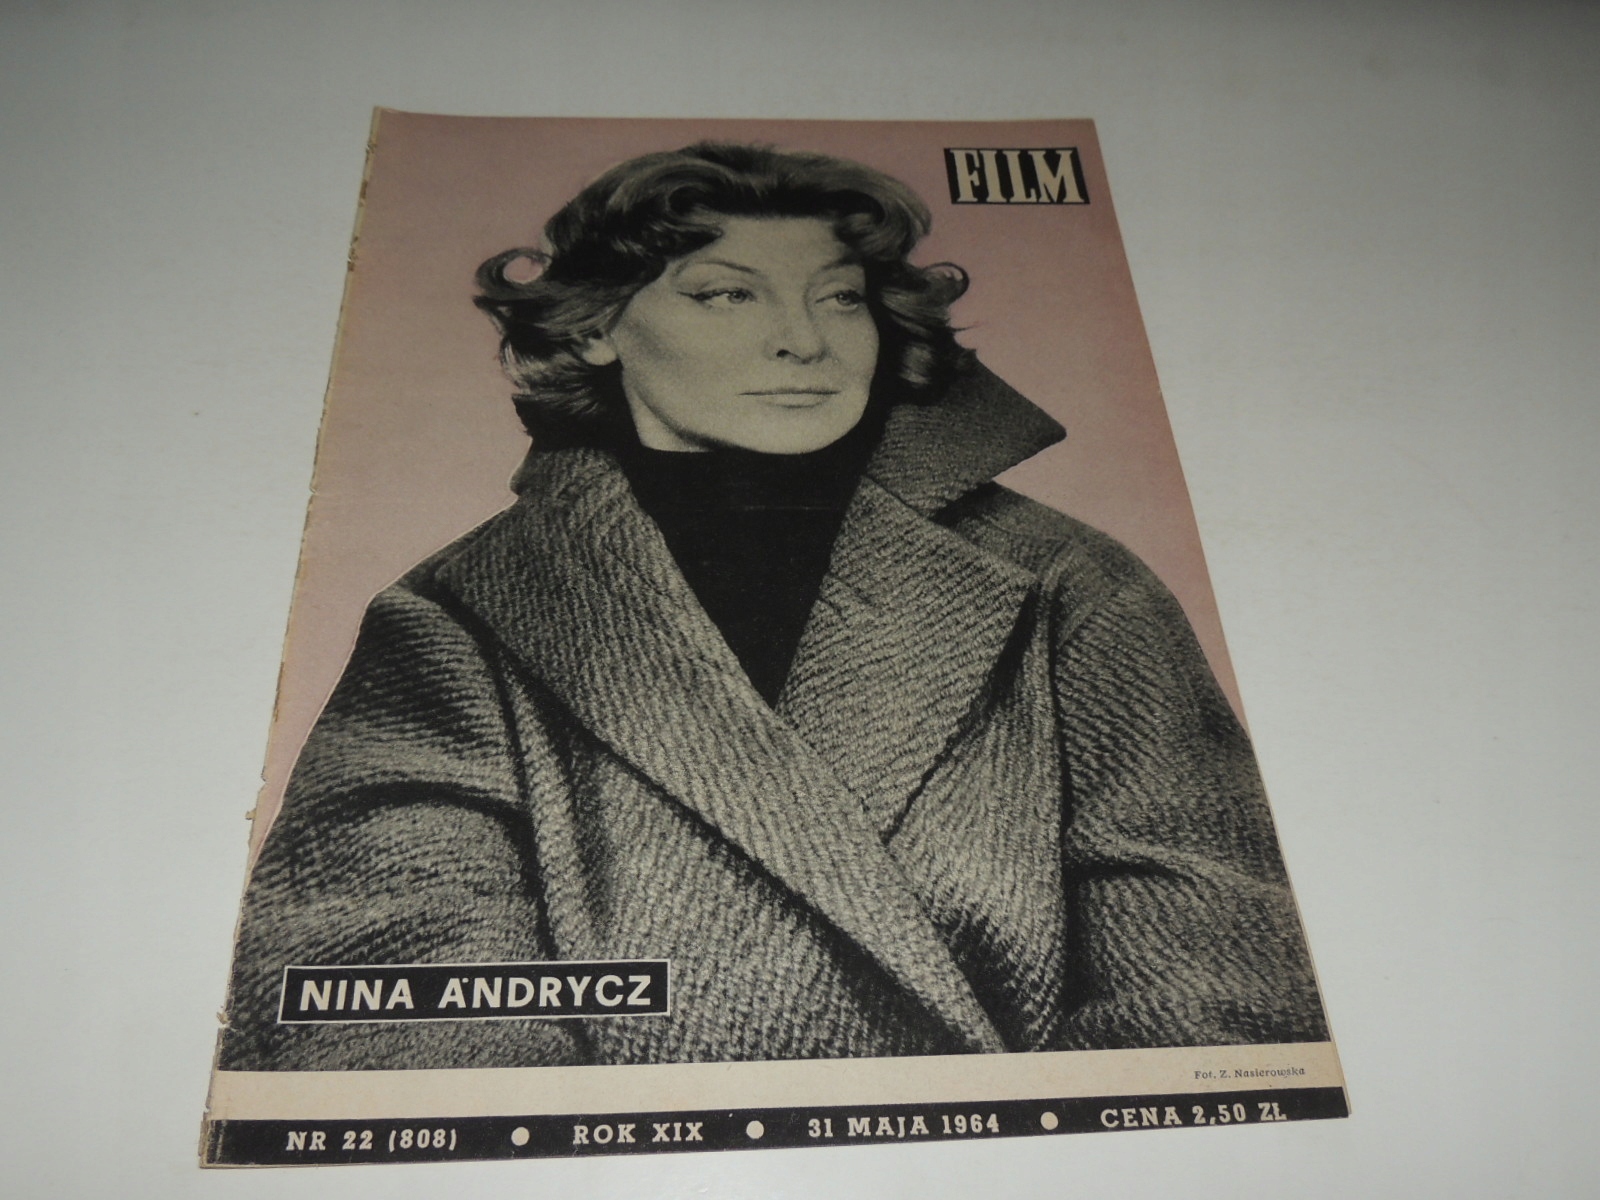 FILM
NINA ANDRYCZ
Fot. Z. Nasierowska
NR 22 (808) ● ROK XIX ● 31 MAJA 1964 ● CENA 2,50 ZŁ